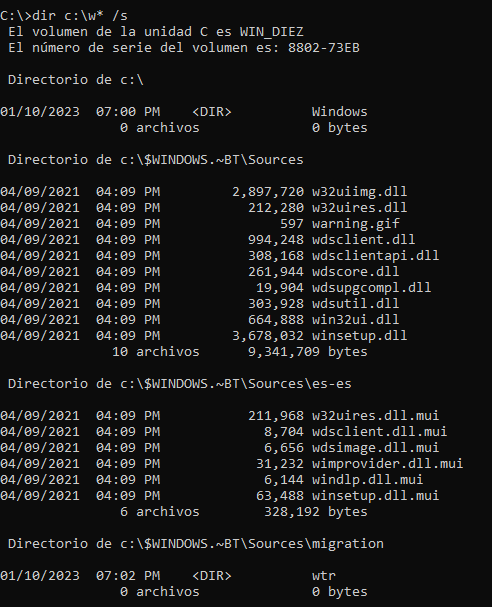 C:\>dir c:\w* /s
El volumen de la unidad C es WIN_DIEZ
El número de serie del volumen es: 8802-73EB
Directorio de c:\
01/10/2023  07:00 PM    <DIR>          Windows
0 archivos              0 bytes
Directorio de c:\$WINDOWS.~BT\Sources
04/09/2021  04:09 PM         2,897,720 w32uiimg.dll
04/09/2021  04:09 PM           212,280 w32uires.dll
04/09/2021  04:09 PM               597 warning.gif
04/09/2021  04:09 PM           994,248 wdsclient.dll
04/09/2021  04:09 PM           308,168 wdsclientapi.dll
04/09/2021  04:09 PM           261,944 wdscore.dll
04/09/2021  04:09 PM            19,904 wdsupgcompl.dll
04/09/2021  04:09 PM           303,928 wdsutil.dll
04/09/2021  04:09 PM           664,888 win32ui.dll
04/09/2021  04:09 PM         3,678,032 winsetup.dll
10 archivos      9,341,709 bytes
Directorio de c:\$WINDOWS.~BT\Sources\es-es
04/09/2021  04:09 PM           211,968 w32uires.dll.mui
04/09/2021  04:09 PM             8,704 wdsclient.dll.mui
04/09/2021  04:09 PM             6,656 wdsimage.dll.mui
04/09/2021  04:09 PM            31,232 wimprovider.dll.mui
04/09/2021  04:09 PM             6,144 windlp.dll.mui
04/09/2021  04:09 PM            63,488 winsetup.dll.mui
6 archivos        328,192 bytes
Directorio de c:\$WINDOWS.~BT\Sources\migration
01/10/2023  07:02 PM    <DIR>          wtr
0 archivos              0 bytes